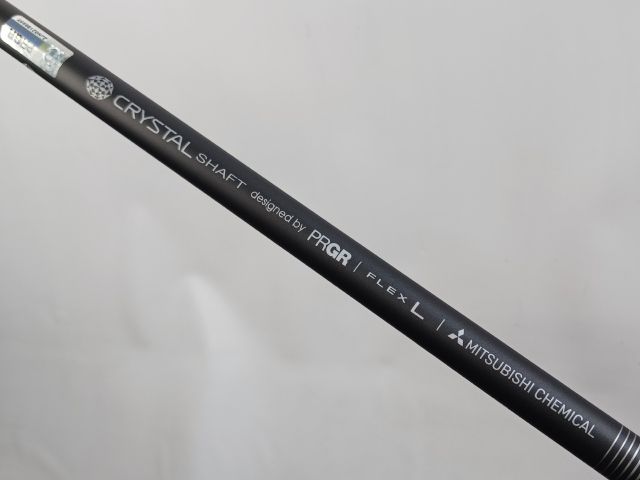 CRYSTAL SHAFT designed by PRGR | FLEX L | MITSUBISHI CHEMICAL